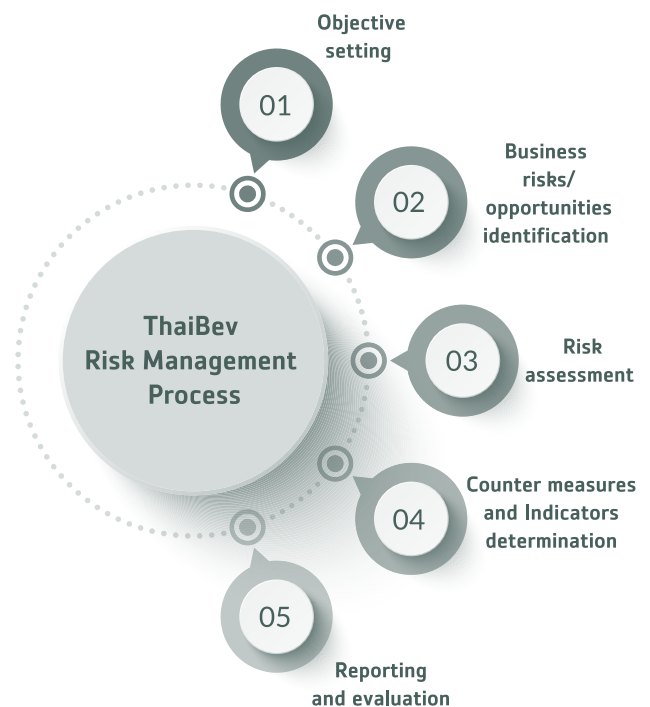 Objective
setting
01
Business
risks/
opportunities
identification
02
ThaiBev
Risk Management
Process
03
Risk
assessment
04
Counter measures
and Indicators
determination
05
Reporting
and evaluation